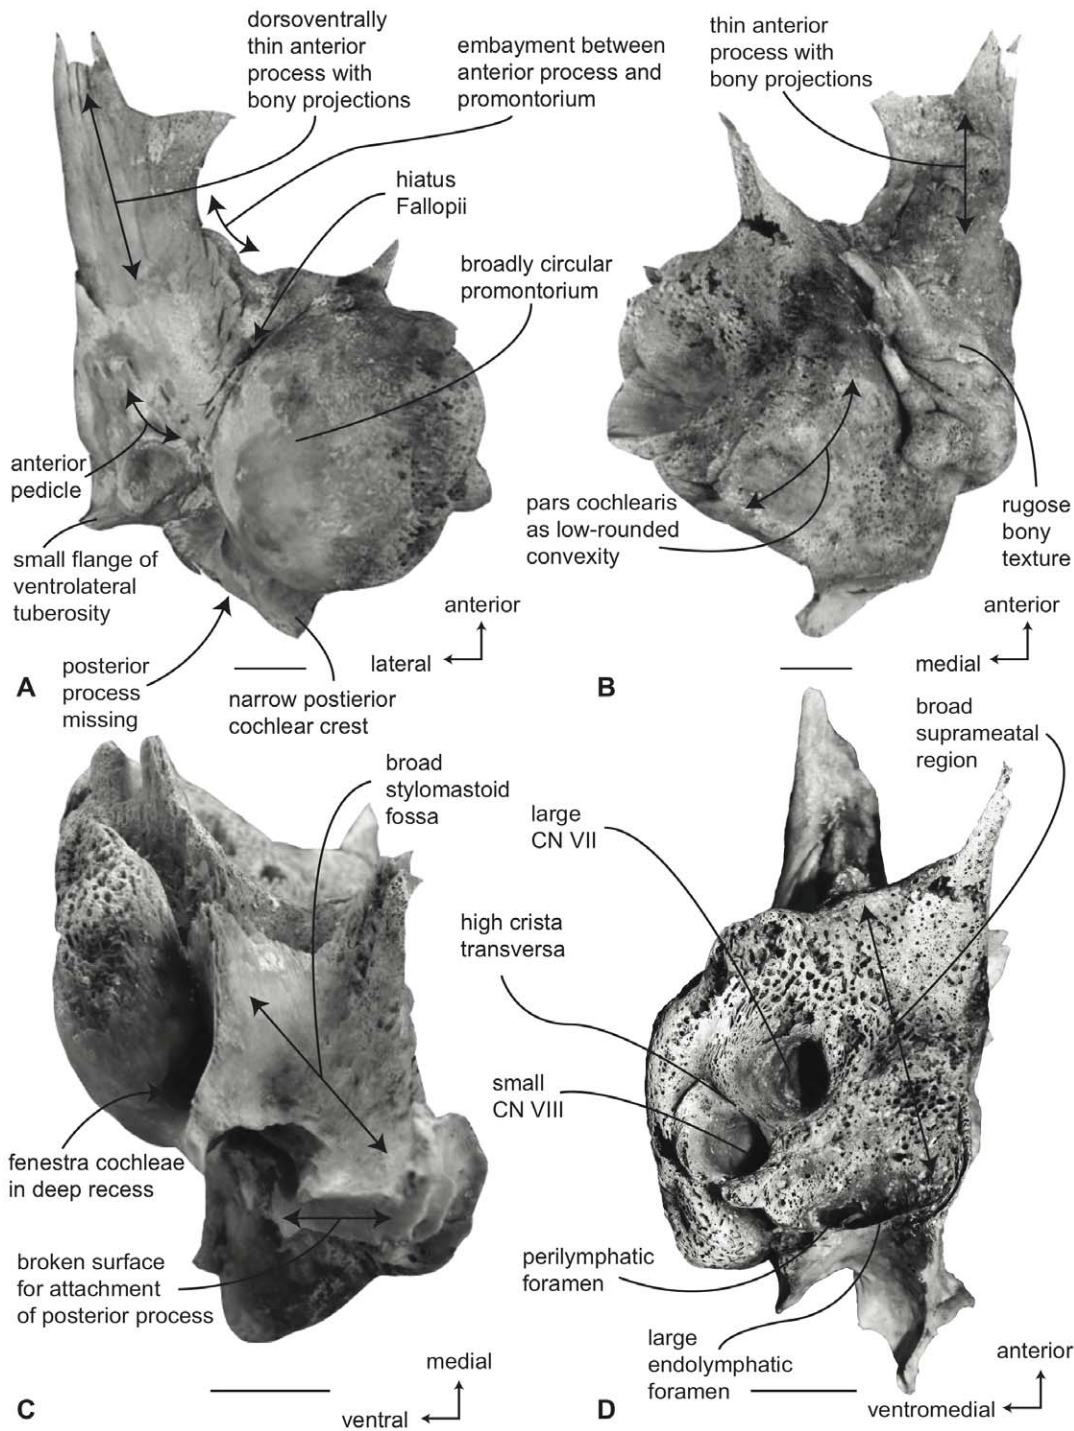 dorsoventrally
thin anterior
process with
bony projections
embayment between
anterior process and
promontorium
hiatus
Fallopii
broadly circular
promontorium
anterior
pedicle
small flange of
ventrolateral
tuberosity
posterior
process
missing
narrow postierior
cochlear crest
anterior
lateral
A
thin anterior
process with
bony projections
pars cochlearis
as low-rounded
convexity
rugose
bony
texture
anterior
medial
B
broad
stylomastoid
fossa
fenestra cochleae
in deep recess
broken surface
for attachment
of posterior process
medial
ventral
C
broad
suprameatal
region
large
CN VII
high crista
transversa
small
CN VIII
perilymphatic
foramen
large
endolymphatic
foramen
anterior
ventromedial
D